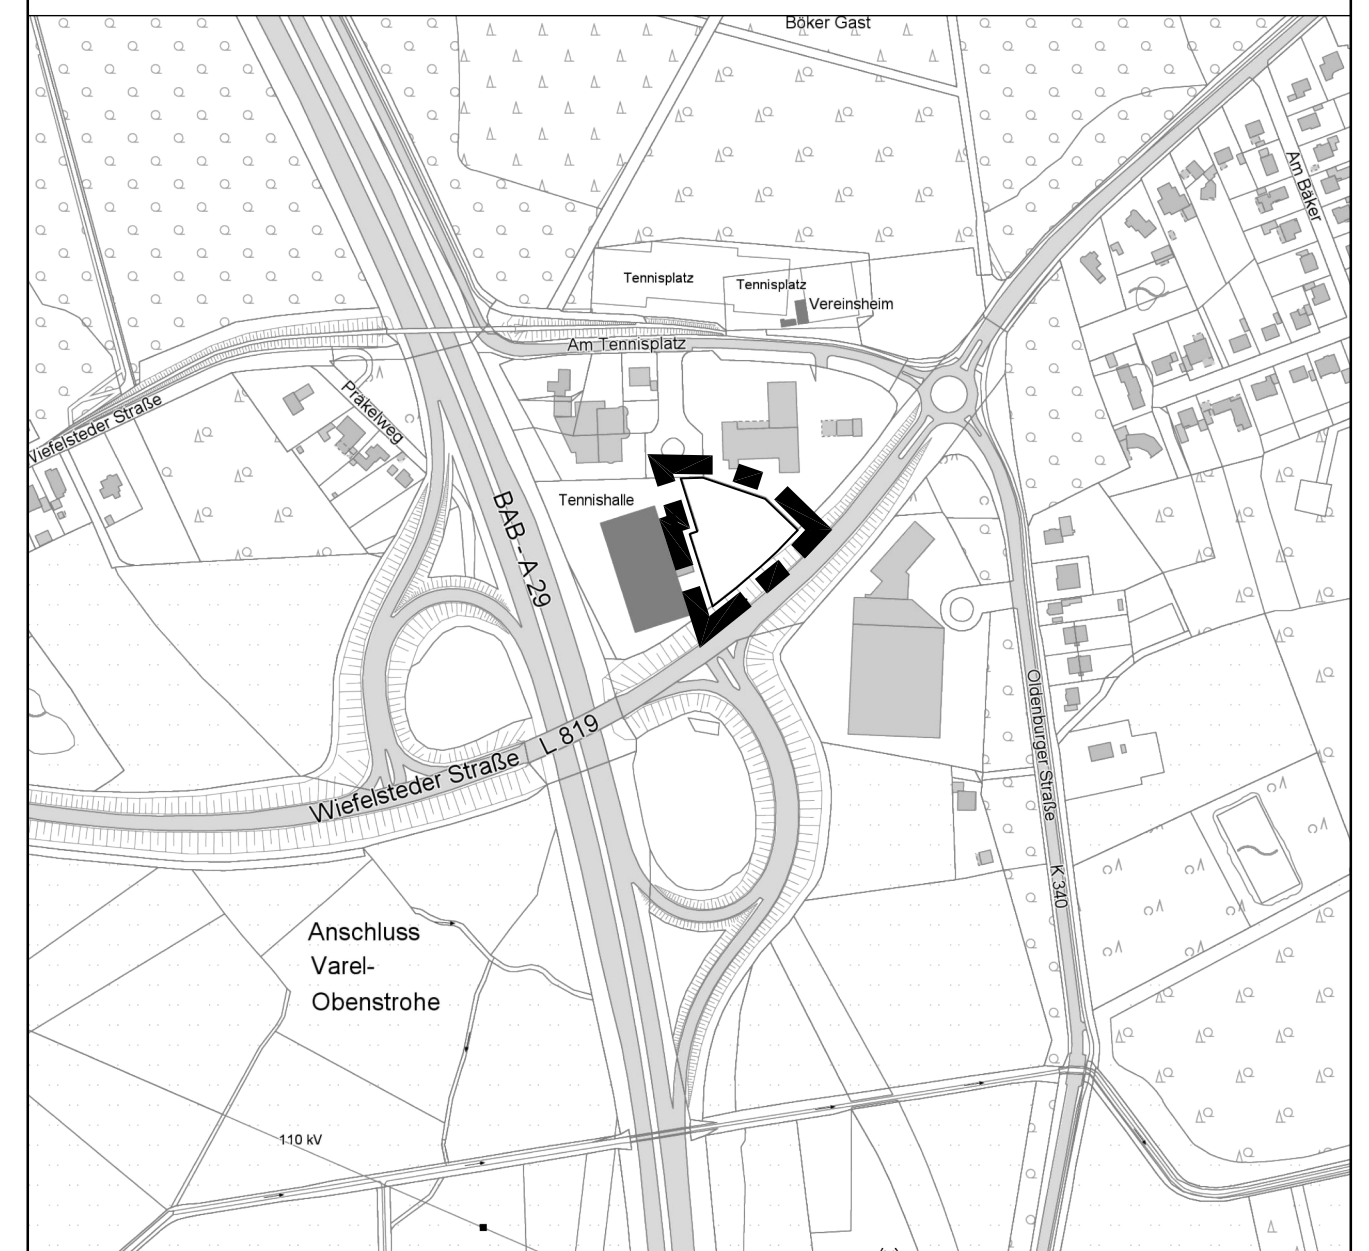 Böker Gast
Am Bäker
Tennisplatz
Tennisplatz
Vereinsheim
Am Tennisplatz
Präkelweg
Wiefelsteder Straße
Tennishalle
BAB - A 29
Oldenburger Straße
K 340
Wiefelsteder Straße L 819
Anschluss
Varel-
Obenstrohe
110 kV